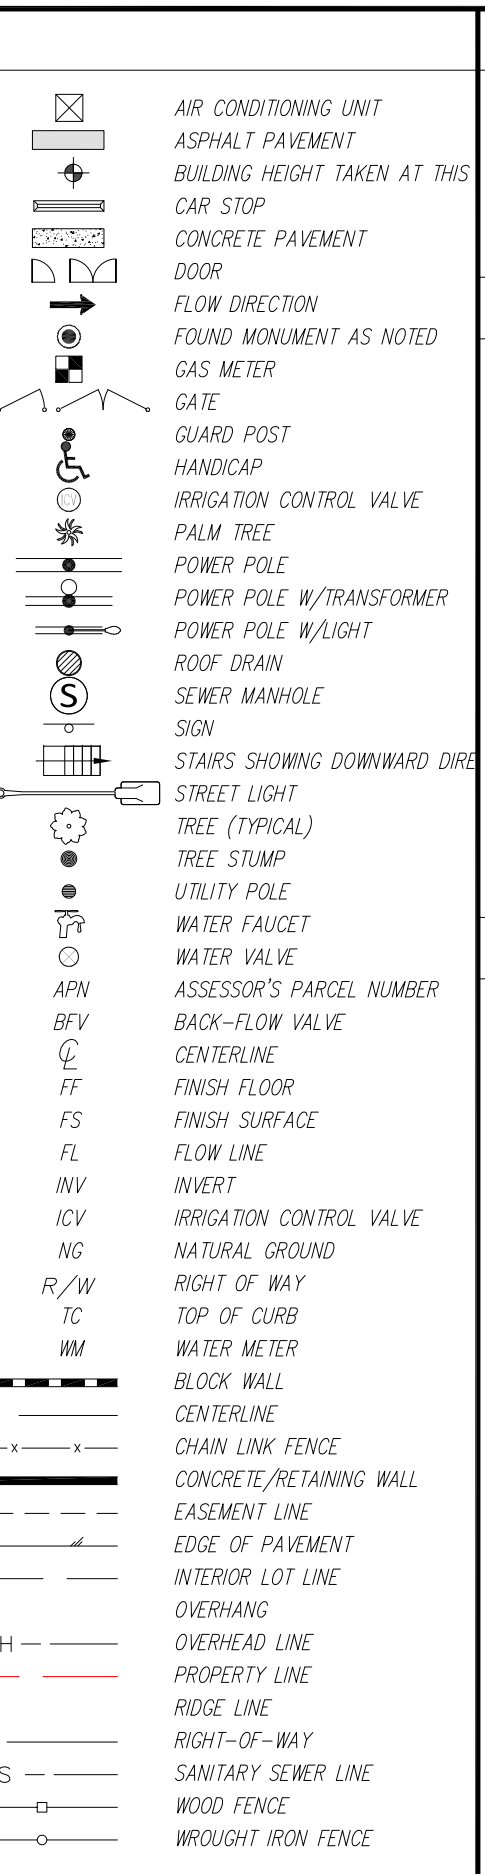 AIR CONDITIONING UNIT
ASPHALT PAVEMENT
BUILDING HEIGHT TAKEN AT THIS
CAR STOP
CONCRETE PAVEMENT
DOOR
FLOW DIRECTION
FOUND MONUMENT AS NOTED
GAS METER
GATE
GUARD POST
HANDICAP
ICV IRRIGATION CONTROL VALVE
PALM TREE
POWER POLE
POWER POLE W/TRANSFORMER
POWER POLE W/LIGHT
ROOF DRAIN
S SEWER MANHOLE
SIGN
STAIRS SHOWING DOWNWARD DIRE
STREET LIGHT
TREE (TYPICAL)
TREE STUMP
UTILITY POLE
WATER FAUCET
WATER VALVE
APN ASSESSOR'S PARCEL NUMBER
BFV BACK-FLOW VALVE
℄ CENTERLINE
FF FINISH FLOOR
FS FINISH SURFACE
FL FLOW LINE
INV INVERT
ICV IRRIGATION CONTROL VALVE
NG NATURAL GROUND
R/W RIGHT OF WAY
TC TOP OF CURB
WM WATER METER
BLOCK WALL
CENTERLINE
x x CHAIN LINK FENCE
CONCRETE/RETAINING WALL
EASEMENT LINE
EDGE OF PAVEMENT
INTERIOR LOT LINE
OVERHANG
H OVERHEAD LINE
PROPERTY LINE
RIDGE LINE
RIGHT-OF-WAY
S SANITARY SEWER LINE
WOOD FENCE
WROUGHT IRON FENCE